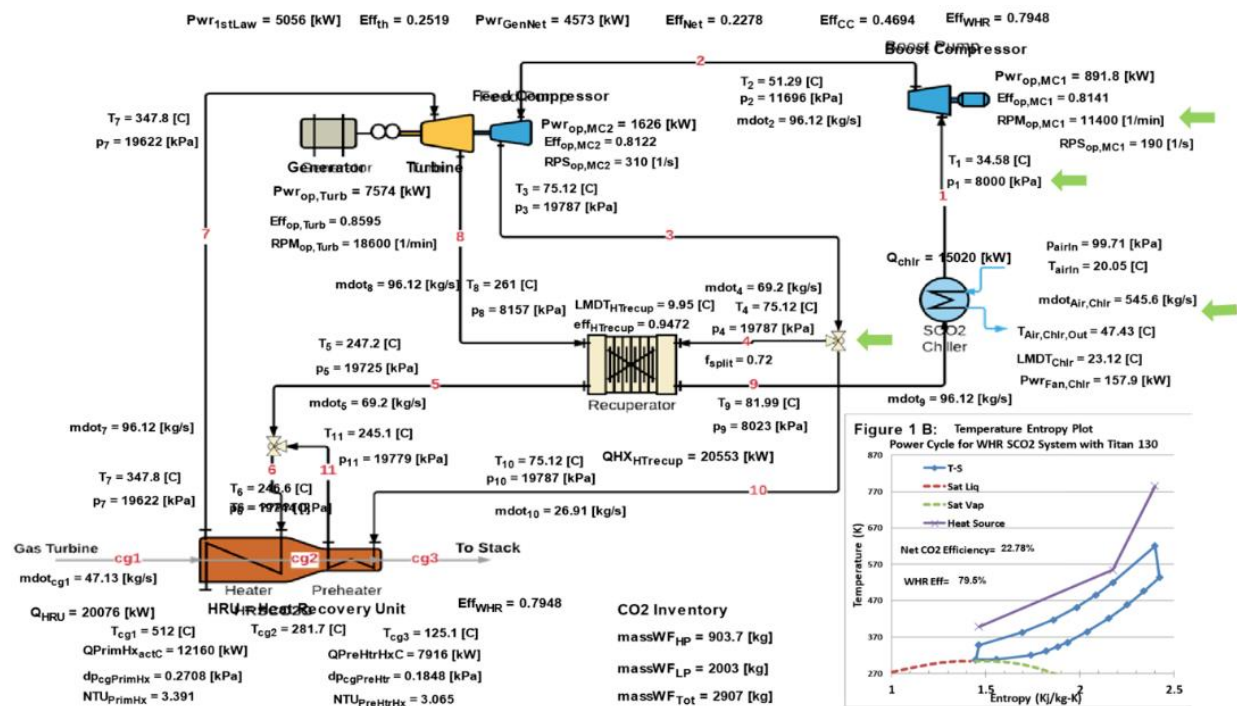 Pwr1stLaw = 5056 [kW] Effth = 0.2519 PwrGenNet = 4573 [kW] EffNet = 0.2278 EffCC = 0.4694 EffWHR = 0.7948
Boost Pump
Boost Compressor
2
T2 = 51.29 [C]
p2 = 11696 [kPa]
mdot2 = 96.12 [kg/s]
Pwrop,MC1 = 891.8 [kW]
Effop,MC1 = 0.8141
RPMop,MC1 = 11400 [1/min]
RPSop,MC1 = 190 [1/s]
T7 = 347.8 [C]
p7 = 19622 [kPa]
Feed Compressor
Pwrop,MC2 = 1626 [kW]
Effop,MC2 = 0.8122
RPSop,MC2 = 310 [1/s]
Generator
Turbine
T1 = 34.58 [C]
p1 = 8000 [kPa]
1
T3 = 75.12 [C]
p3 = 19787 [kPa]
Pwrop,Turb = 7574 [kW]
Effop,Turb = 0.8595
RPMop,Turb = 18600 [1/min]
7
8
3
Qchlr = 15020 [kW]
pairIn = 99.71 [kPa]
TairIn = 20.05 [C]
mdotAir,Chlr = 545.6 [kg/s]
TAir,Chlr,Out = 47.43 [C]
LMDTChlr = 23.12 [C]
PwrFan,Chlr = 157.9 [kW]
SCO2
Chiller
mdot8 = 96.12 [kg/s] T8 = 261 [C]
p8 = 8157 [kPa]
LMDTHTrecup = 9.95 [C]
effHTrecup = 0.9472
mdot4 = 69.2 [kg/s]
T4 = 75.12 [C]
p4 = 19787 [kPa]
4
fsplit = 0.72
T5 = 247.2 [C]
p5 = 19725 [kPa]
5
9
Recuperator
mdot5 = 69.2 [kg/s]
T9 = 81.99 [C]
p9 = 8023 [kPa]
mdot9 = 96.12 [kg/s]
mdot7 = 96.12 [kg/s]
T11 = 245.1 [C]
p11 = 19779 [kPa]
QHXHTrecup = 20553 [kW]
T7 = 347.8 [C]
p7 = 19622 [kPa]
6
11
T6 = 246.6 [C]
T10 = 75.12 [C]
p10 = 19787 [kPa]
10
mdot10 = 26.91 [kg/s]
Gas Turbine
cg1
cg2
cg3
To Stack
mdotcg1 = 47.13 [kg/s]
Heater
Preheater
HRU = Heat Recovery Unit
EffWHR = 0.7948
QHRU = 20076 [kW]
Tcg1 = 512 [C]
Tcg2 = 281.7 [C]
Tcg3 = 125.1 [C]
QPrimHxactC = 12160 [kW]
QPreHtrHxC = 7916 [kW]
dpcgPrimHx = 0.2708 [kPa]
dpcgPreHtr = 0.1848 [kPa]
NTUPrimHx = 3.391
NTUPreHtrHx = 3.065
CO2 Inventory
massWFHP = 903.7 [kg]
massWFLP = 2003 [kg]
massWFTot = 2907 [kg]
Figure 1 B: Temperature Entropy Plot
Power Cycle for WHR SCO2 System with Titan 130
870
770
670
570
470
370
270
Temperature (K)
T-S
Sat Liq
Sat Vap
Heat Source
Net CO2 Efficiency= 22.78%
WHR Eff= 79.5%
1
1.5
2
2.5
Entropy (Kj/kg-K)